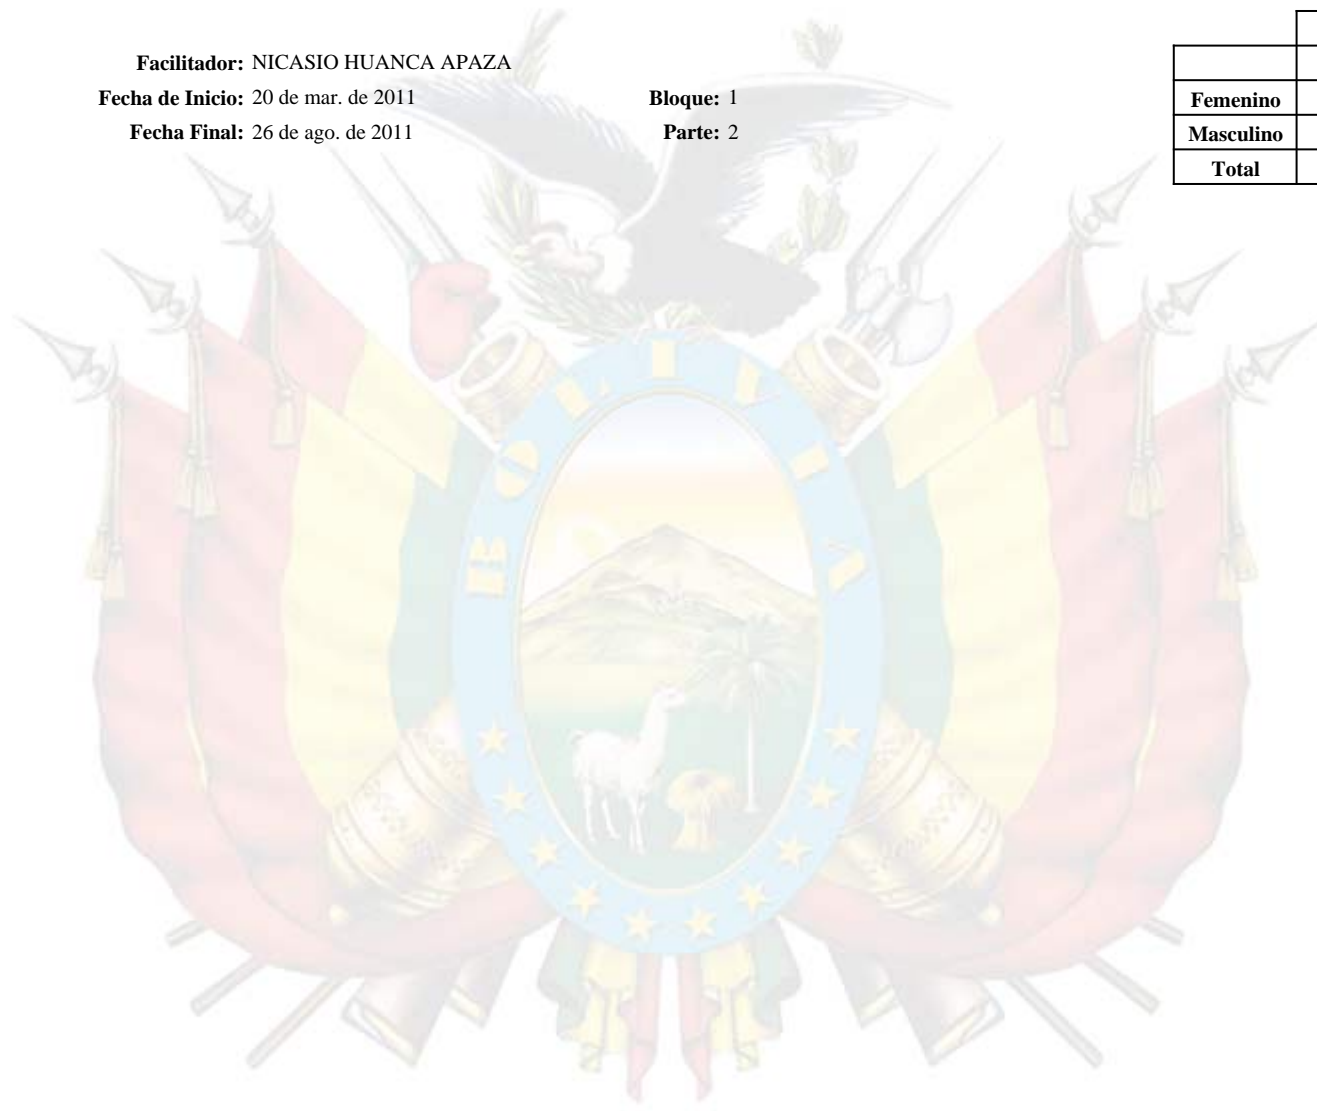 Facilitador: NICASIO HUANCA APAZA
Fecha de Inicio: 20 de mar. de 2011 Bloque: 1
Fecha Final: 26 de ago. de 2011 Parte: 2
Femenino
Masculino
Total
BOLIVIA